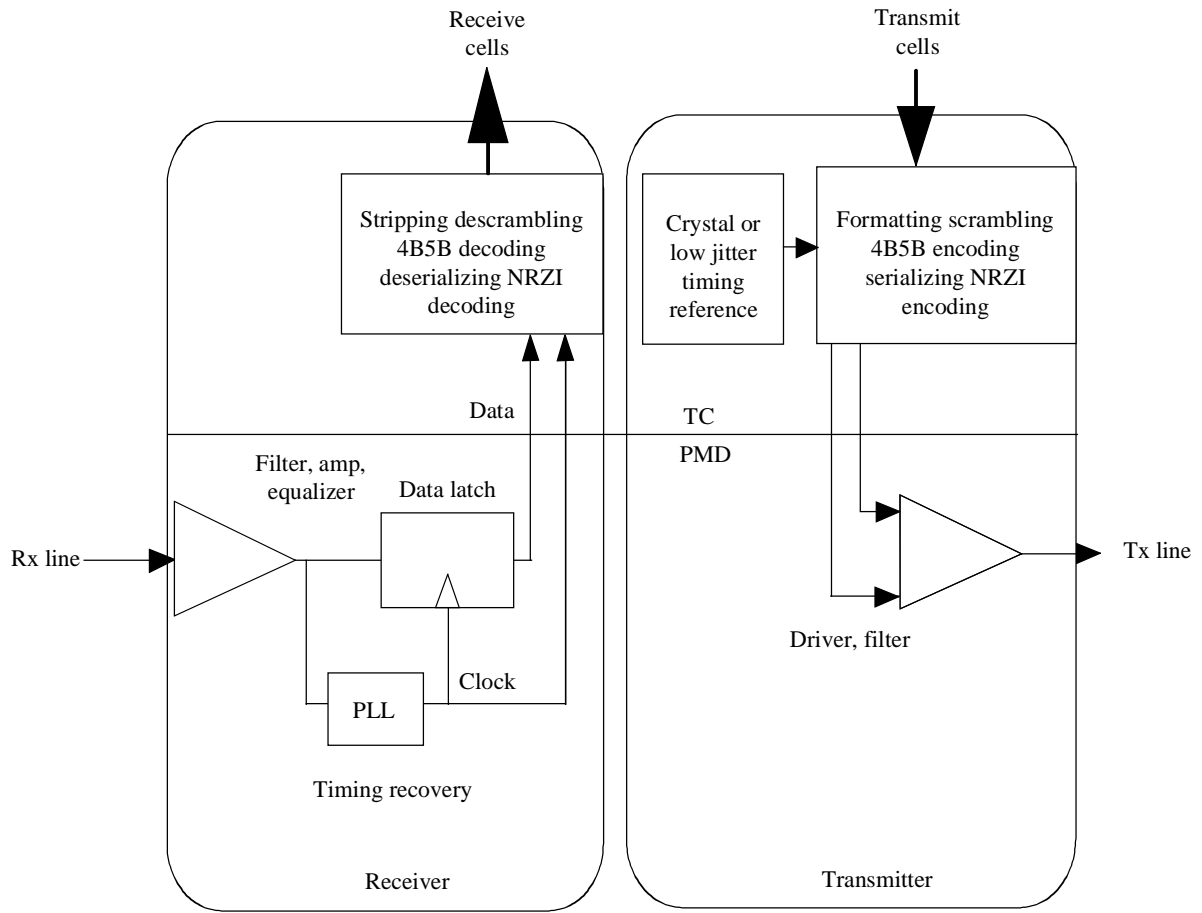 Receive
cells
Transmit
cells
Stripping descrambling
4B5B decoding
deserializing NRZI
decoding
Crystal or
low jitter
timing
reference
Formatting scrambling
4B5B encoding
serializing NRZI
encoding
Data
TC
PMD
Filter, amp,
equalizer
Data latch
Rx line
Tx line
Driver, filter
Clock
PLL
Timing recovery
Receiver
Transmitter